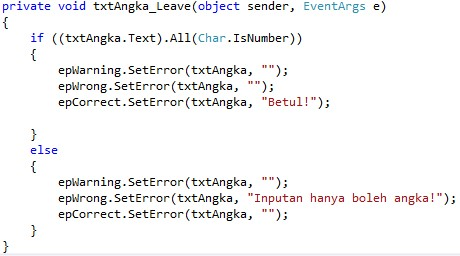 private void txtAngka_Leave(object sender, EventArgs e)
{
    if ((txtAngka.Text).All(Char.IsNumber))
    {
        epWarning.SetError(txtAngka, "");
        epWrong.SetError(txtAngka, "");
        epCorrect.SetError(txtAngka, "Betul!");

    }
    else
    {
        epWarning.SetError(txtAngka, "");
        epWrong.SetError(txtAngka, "Inputan hanya boleh angka!");
        epCorrect.SetError(txtAngka, "");
    }
}